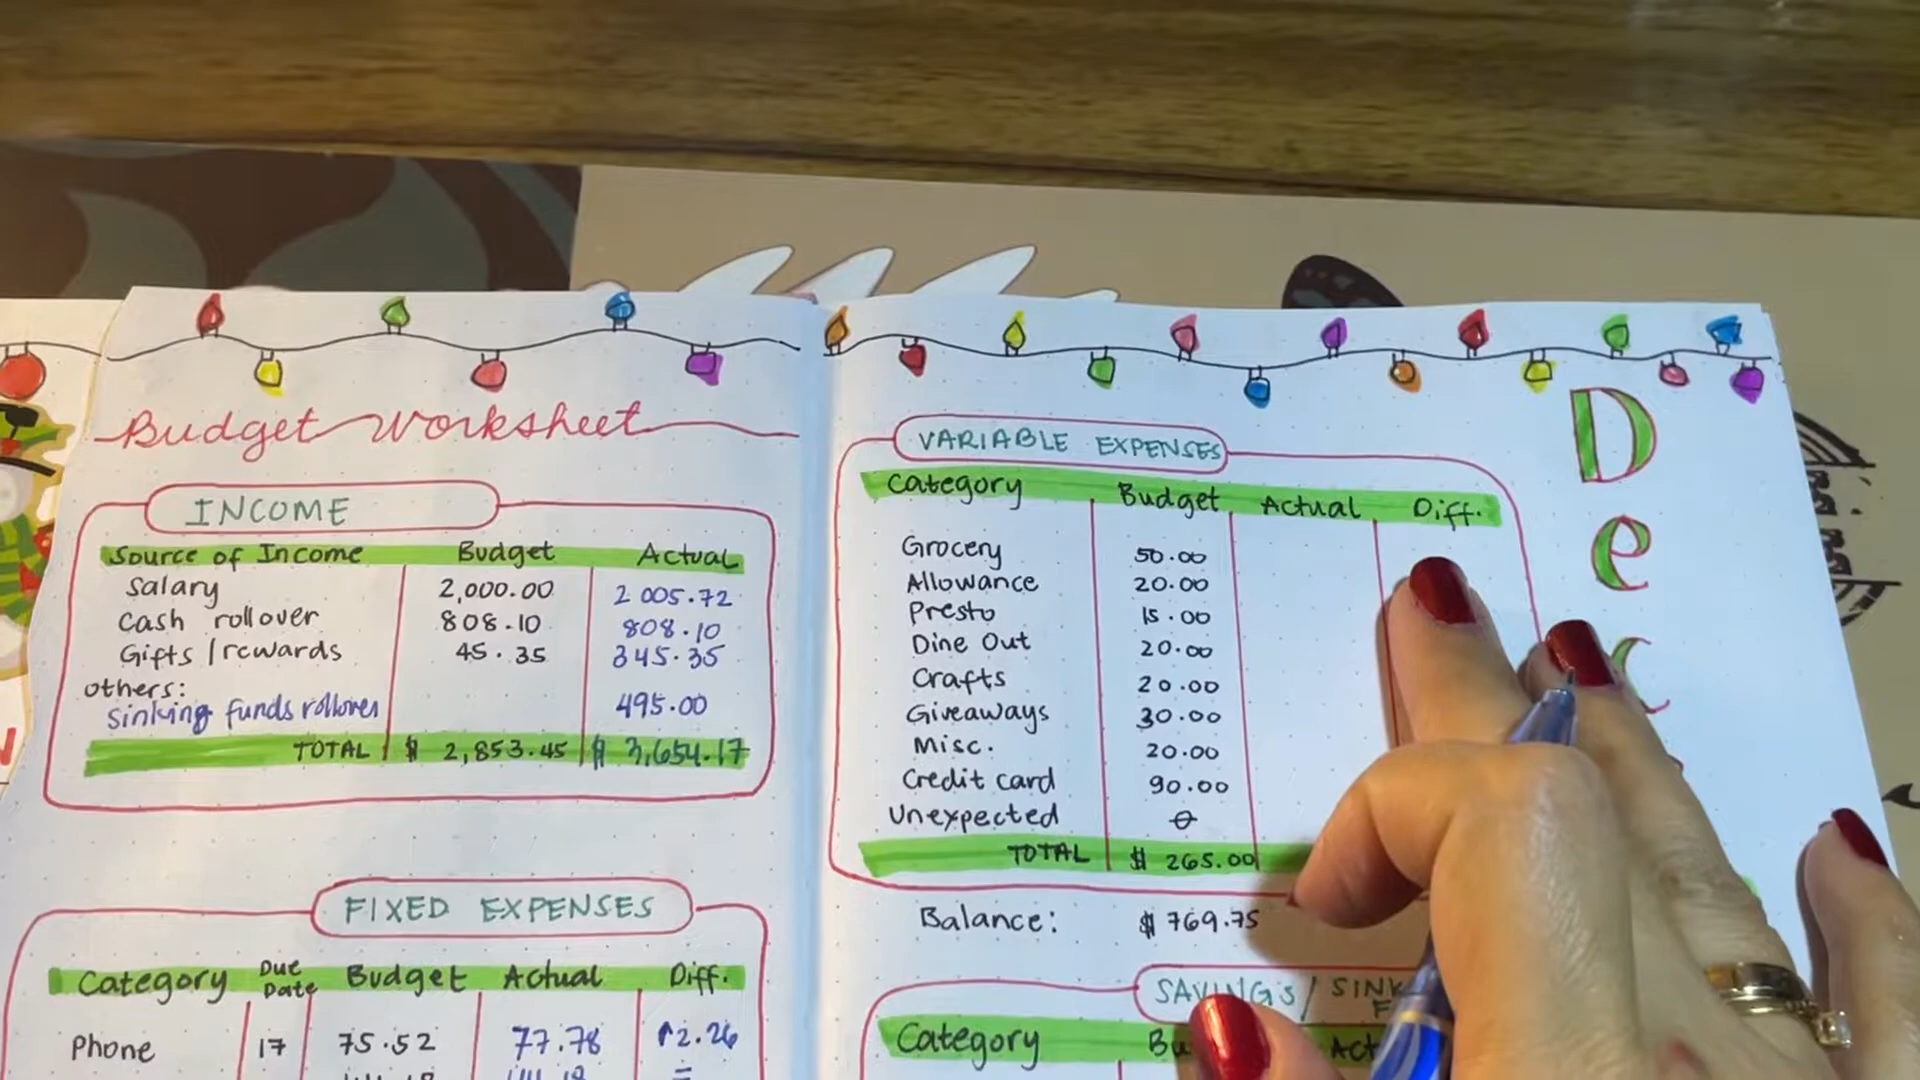 Budget Worksheet
INCOME
Source of Income Budget Actual
Salary 2,000.00 2 005.72
Cash rollover 808.10 808.10
Gifts / rewards 45.35 345.35
others:
sinking funds rollover 495.00
TOTAL $ 2,853.45 $ 3,654.17
FIXED EXPENSES
Category Due Date Budget Actual Diff.
Phone 17 75.52 77.78 ↑2.26
VARIABLE EXPENSES
Category Budget Actual Diff.
Grocery 50.00
Allowance 20.00
Presto 15.00
Dine Out 20.00
Crafts 20.00
Giveaways 30.00
Misc. 20.00
Credit card 90.00
Unexpected 0
TOTAL $ 265.00
Balance: $ 769.75
SAVINGS / SINK
Category Bu Act
De